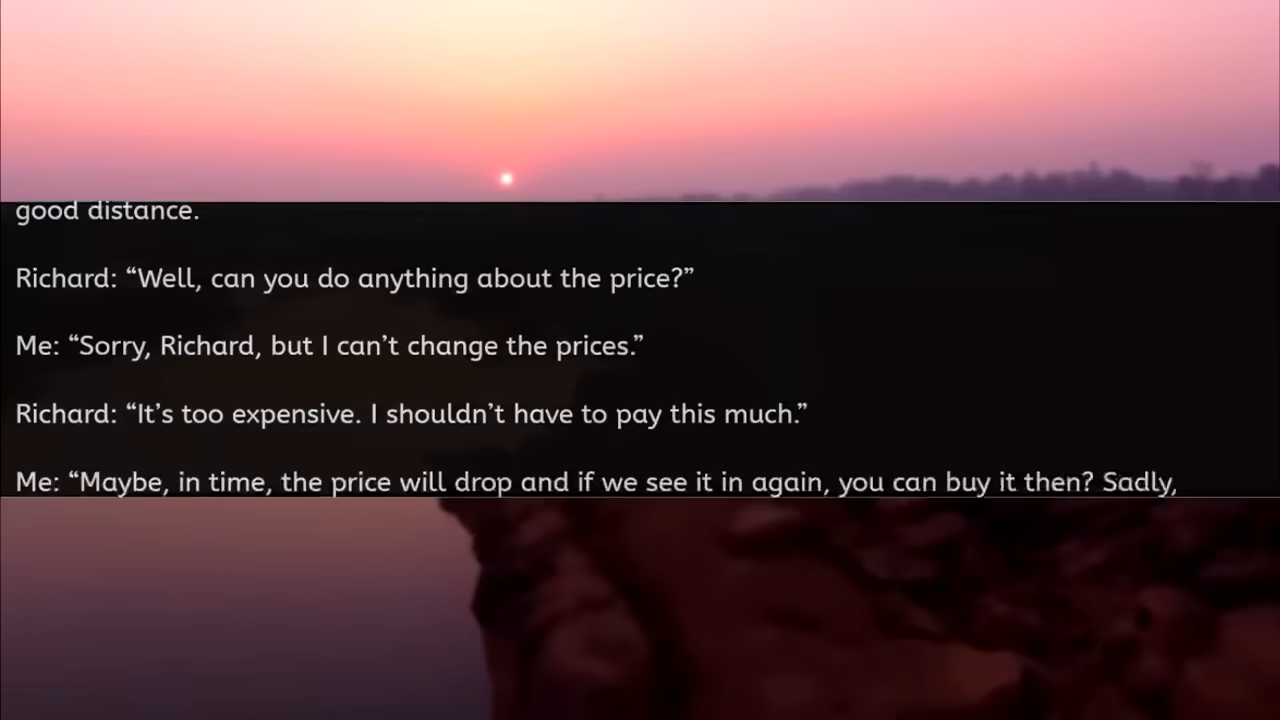 good distance.
Richard: “Well, can you do anything about the price?”
Me: “Sorry, Richard, but I can’t change the prices.”
Richard: “It’s too expensive. I shouldn’t have to pay this much.”
Me: “Maybe, in time, the price will drop and if we see it in again, you can buy it then? Sadly,